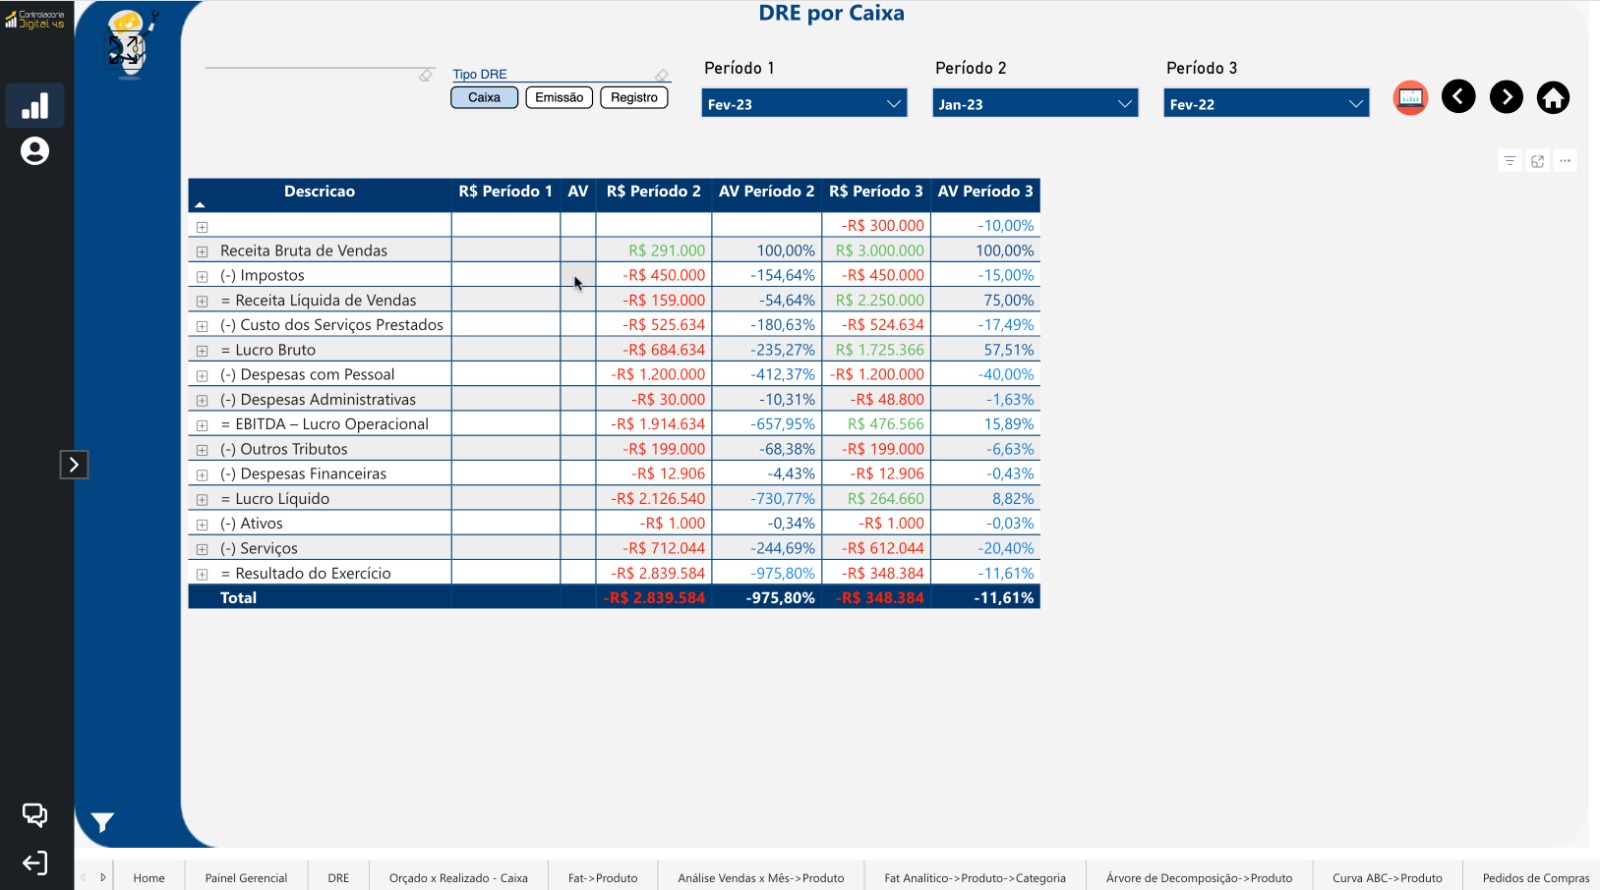 Controladoria
Digital 4.0
DRE por Caixa
Tipo DRE
Caixa
Emissão
Registro
Período 1
Fev-23
Período 2
Jan-23
Período 3
Fev-22
Descricao R$ Período 1 AV R$ Período 2 AV Período 2 R$ Período 3 AV Período 3
-R$ 300.000 -10,00%
Receita Bruta de Vendas R$ 291.000 100,00% R$ 3.000.000 100,00%
(-) Impostos -R$ 450.000 -154,64% -R$ 450.000 -15,00%
= Receita Líquida de Vendas -R$ 159.000 -54,64% R$ 2.250.000 75,00%
(-) Custo dos Serviços Prestados -R$ 525.634 -180,63% -R$ 524.634 -17,49%
= Lucro Bruto -R$ 684.634 -235,27% R$ 1.725.366 57,51%
(-) Despesas com Pessoal -R$ 1.200.000 -412,37% -R$ 1.200.000 -40,00%
(-) Despesas Administrativas -R$ 30.000 -10,31% -R$ 48.800 -1,63%
= EBITDA – Lucro Operacional -R$ 1.914.634 -657,95% R$ 476.566 15,89%
(-) Outros Tributos -R$ 199.000 -68,38% -R$ 199.000 -6,63%
(-) Despesas Financeiras -R$ 12.906 -4,43% -R$ 12.906 -0,43%
= Lucro Líquido -R$ 2.126.540 -730,77% R$ 264.660 8,82%
(-) Ativos -R$ 1.000 -0,34% -R$ 1.000 -0,03%
(-) Serviços -R$ 712.044 -244,69% -R$ 612.044 -20,40%
= Resultado do Exercício -R$ 2.839.584 -975,80% -R$ 348.384 -11,61%
Total -R$ 2.839.584 -975,80% -R$ 348.384 -11,61%
Home
Painel Gerencial
DRE
Orçado x Realizado - Caixa
Fat->Produto
Análise Vendas x Mês->Produto
Fat Analítico->Produto->Categoria
Árvore de Decomposição->Produto
Curva ABC->Produto
Pedidos de Compras